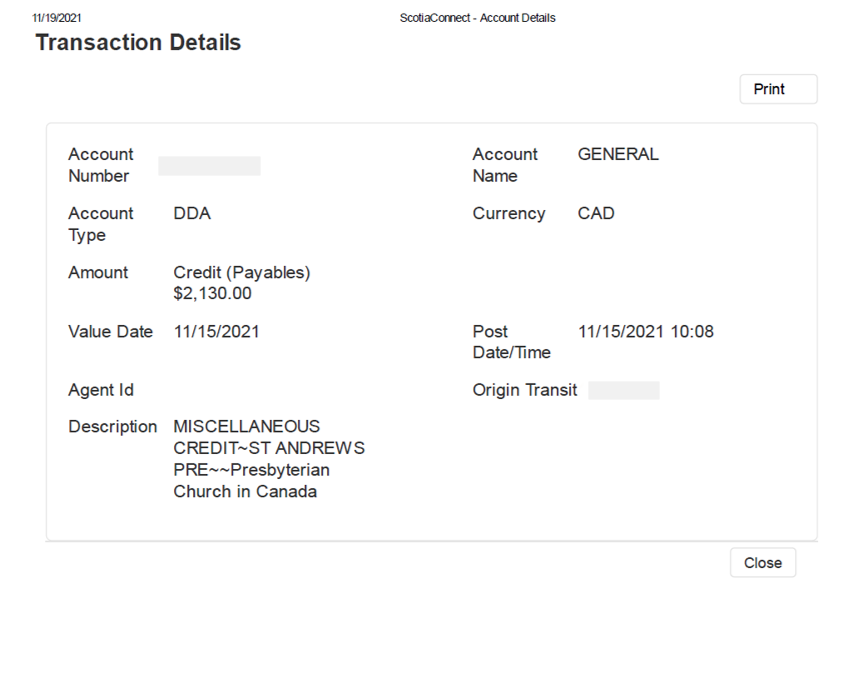 11/19/2021 ScotiaConnect - Account Details
Transaction Details
Print
Account Number
Account Name GENERAL
Account Type DDA
Currency CAD
Amount Credit (Payables)
$2,130.00
Value Date 11/15/2021
Post Date/Time 11/15/2021 10:08
Agent Id
Origin Transit
Description MISCELLANEOUS
CREDIT~ST ANDREWS
PRE~~Presbyterian
Church in Canada
Close